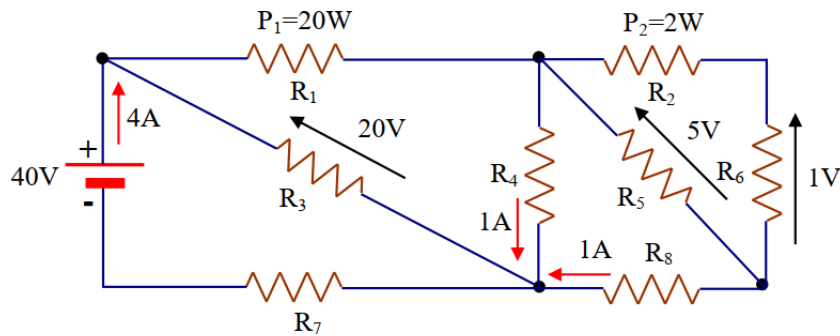 P₁=20W
P₂=2W
R₁
R₂
4A
20V
5V
+
40V
R₄
R₆
1V
R₃
R₅
-
1A
1A
R₈
R₇